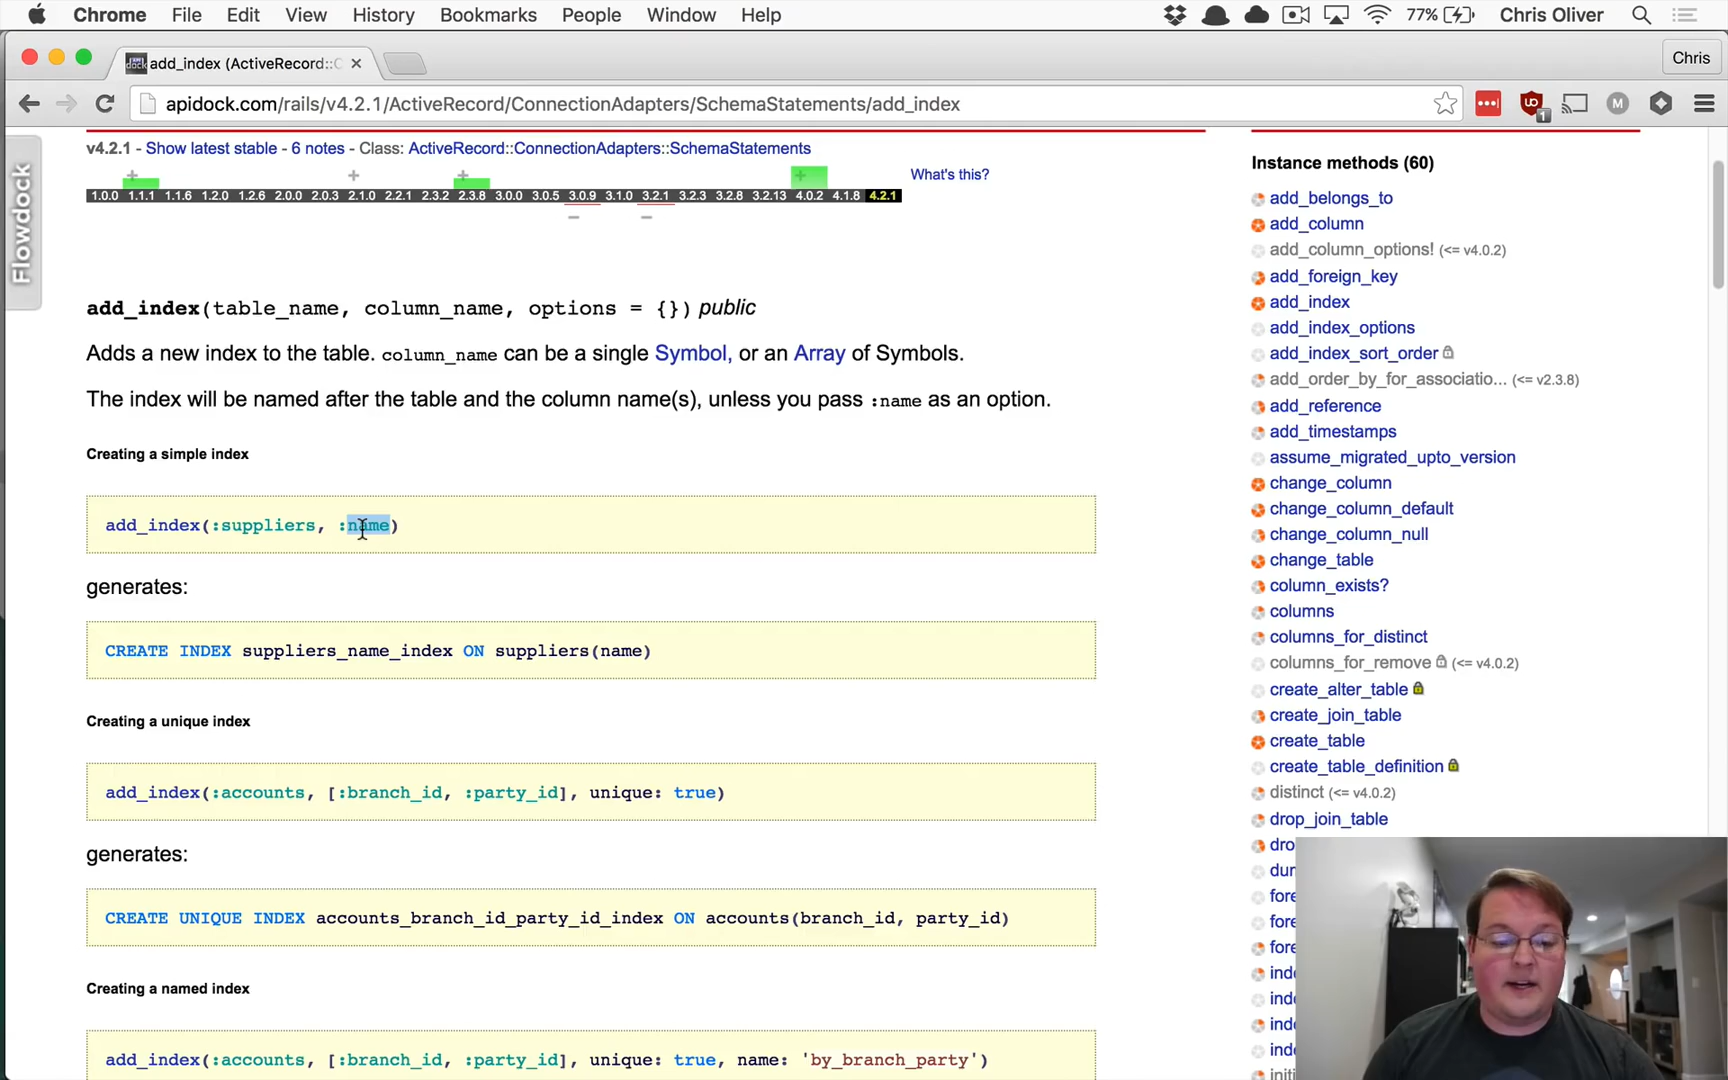 Chrome File Edit View History Bookmarks People Window Help 77% Chris Oliver
add_index (ActiveRecord::C Chris
apidock.com/rails/v4.2.1/ActiveRecord/ConnectionAdapters/SchemaStatements/add_index
Flowdock
v4.2.1 - Show latest stable - 6 notes - Class: ActiveRecord::ConnectionAdapters::SchemaStatements
What's this?
1.0.0 1.1.1 1.1.6 1.2.0 1.2.6 2.0.0 2.0.3 2.1.0 2.2.1 2.3.2 2.3.8 3.0.0 3.0.5 3.0.9 3.2.1 3.2.3 3.2.8 3.2.13 4.0.2 4.1.8 4.2.1
add_index(table_name, column_name, options = {}) public
Adds a new index to the table. column_name can be a single Symbol, or an Array of Symbols.
The index will be named after the table and the column name(s), unless you pass :name as an option.
Creating a simple index
add_index(:suppliers, :name)
generates:
CREATE INDEX suppliers_name_index ON suppliers(name)
Creating a unique index
add_index(:accounts, [:branch_id, :party_id], unique: true)
generates:
CREATE UNIQUE INDEX accounts_branch_id_party_id_index ON accounts(branch_id, party_id)
Creating a named index
add_index(:accounts, [:branch_id, :party_id], unique: true, name: 'by_branch_party')
Instance methods (60)
add_belongs_to
add_column
add_column_options! (<= v4.0.2)
add_foreign_key
add_index
add_index_options
add_index_sort_order
add_order_by_for_associatio... (<= v2.3.8)
add_reference
add_timestamps
assume_migrated_upto_version
change_column
change_column_default
change_column_null
change_table
column_exists?
columns
columns_for_distinct
columns_for_remove (<= v4.0.2)
create_alter_table
create_join_table
create_table
create_table_definition
distinct (<= v4.0.2)
drop_join_table
dro
dur
fore
fore
fore
inde
inde
inde
inde
initi